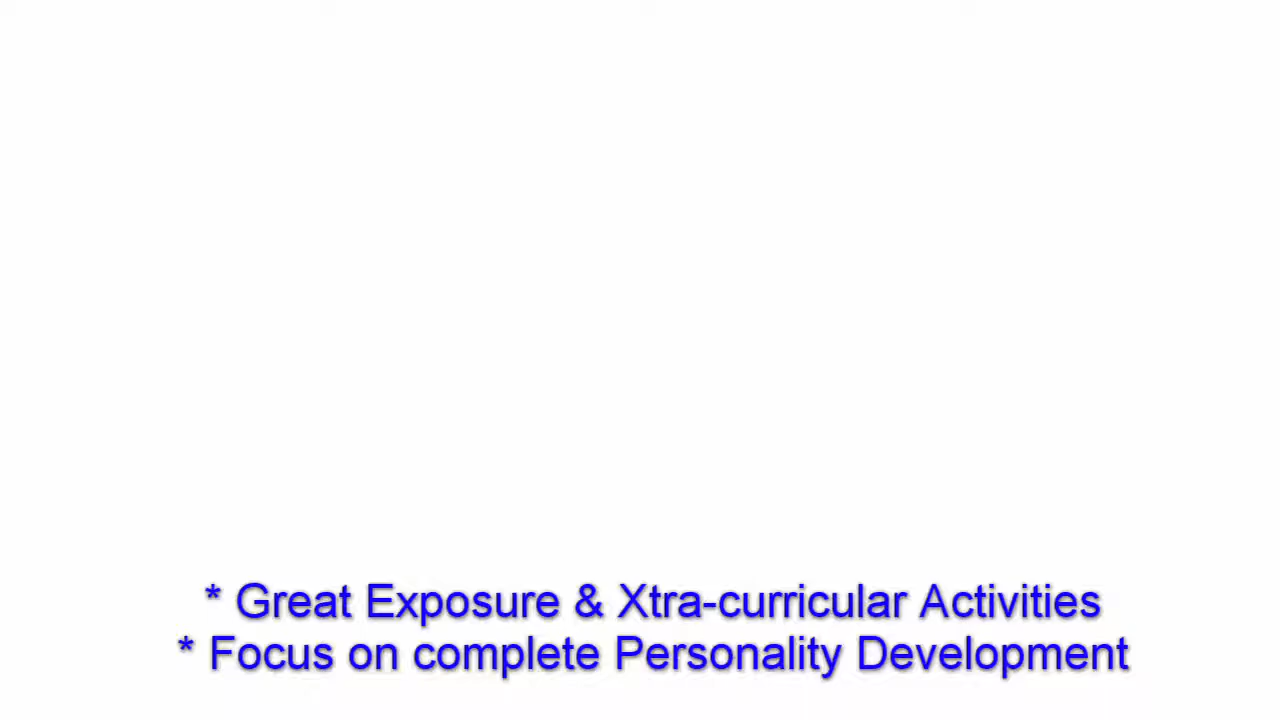 * Great Exposure & Xtra-curricular Activities
* Focus on complete Personality Development